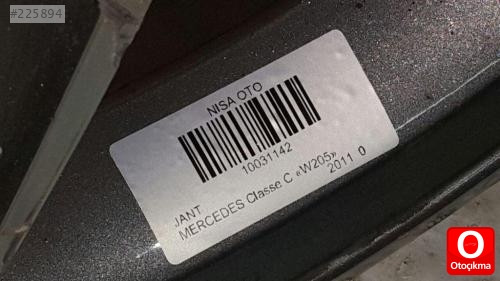 #225894
NISA OTO
10031142
JANT
MERCEDES Classe C «W205»
2011 0
O
Otoçıkma